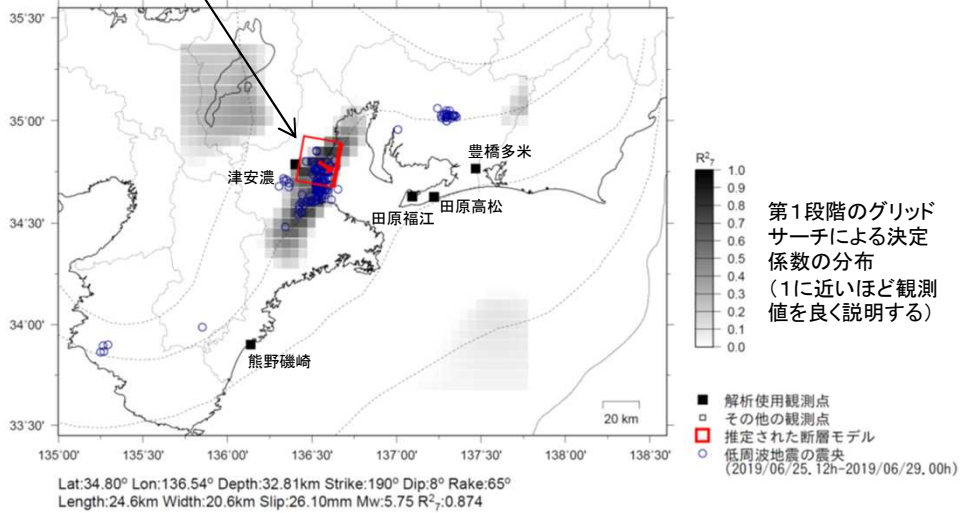 35°30'
35°00'
34°30'
34°00'
33°30'
135°00'
135°30'
136°00'
136°30'
137°00'
137°30'
138°00'
138°30'
津安濃
豊橋多米
田原福江
田原高松
熊野磯崎
20 km
R²₇
1.0
0.9
0.8
0.7
0.6
0.5
0.4
0.3
0.2
0.1
0.0
第1段階のグリッド
サーチによる決定
係数の分布
(1に近いほど観測
値を良く説明する)
解析使用観測点
その他の観測点
推定された断層モデル
低周波地震の震央
(2019/06/25.12h-2019/06/29.00h)
Lat:34.80° Lon:136.54° Depth:32.81km Strike:190° Dip:8° Rake:65°
Length:24.6km Width:20.6km Slip:26.10mm Mw:5.75 R²₇:0.874